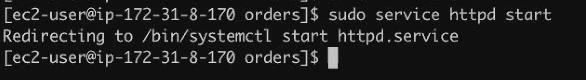 [ec2-user@ip-172-31-8-170 orders]$ sudo service httpd start
Redirecting to /bin/systemctl start httpd.service
[ec2-user@ip-172-31-8-170 orders]$